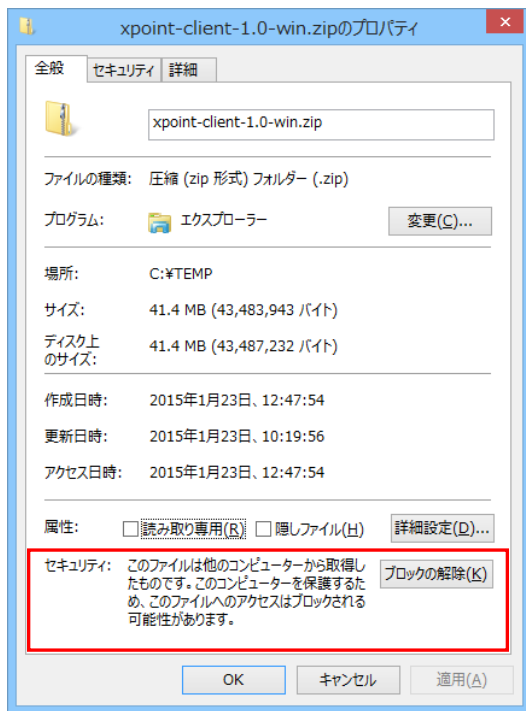 xpoint-client-1.0-win.zipのプロパティ
全般 セキュリティ 詳細
xpoint-client-1.0-win.zip
ファイルの種類: 圧縮 (zip 形式) フォルダー (.zip)
プログラム: エクスプローラー 変更(C)...
場所: C:¥TEMP
サイズ: 41.4 MB (43,483,943 バイト)
ディスク上
のサイズ: 41.4 MB (43,487,232 バイト)
作成日時: 2015年1月23日、12:47:54
更新日時: 2015年1月23日、10:19:56
アクセス日時: 2015年1月23日、12:47:54
属性: 読み取り専用(R) 隠しファイル(H) 詳細設定(D)...
セキュリティ: このファイルは他のコンピューターから取得し
たものです。このコンピューターを保護するた
め、このファイルへのアクセスはブロックされる
可能性があります。
ブロックの解除(K)
OK キャンセル 適用(A)